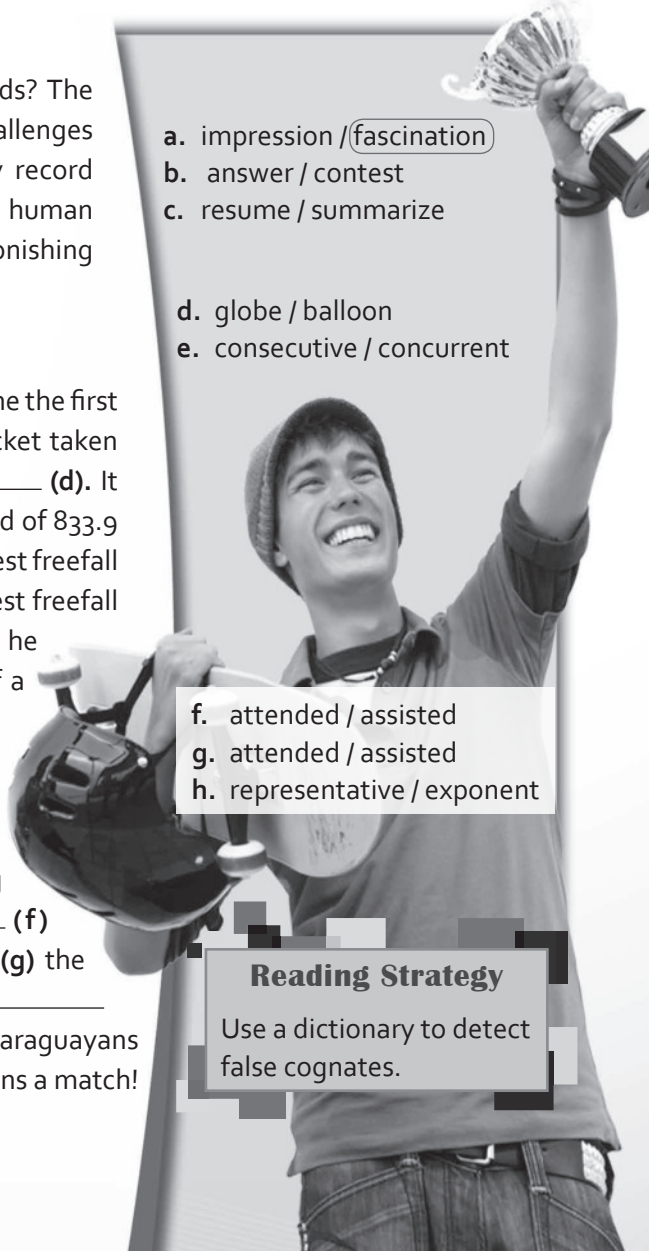 ds? The
allenges
record
human
onishing
a. impression / fascination
b. answer / contest
c. resume / summarize
d. globe / balloon
e. consecutive / concurrent
ne the first
cket taken
____ (d). It
d of 833.9
est freefall
est freefall
he
a
f. attended / assisted
g. attended / assisted
h. representative / exponent
_ (f)
(g) the
araguayans
ns a match!
Reading Strategy
Use a dictionary to detect
false cognates.